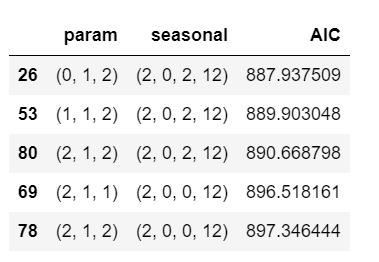 param seasonal AIC
26 (0, 1, 2) (2, 0, 2, 12) 887.937509
53 (1, 1, 2) (2, 0, 2, 12) 889.903048
80 (2, 1, 2) (2, 0, 2, 12) 890.668798
69 (2, 1, 1) (2, 0, 0, 12) 896.518161
78 (2, 1, 2) (2, 0, 0, 12) 897.346444